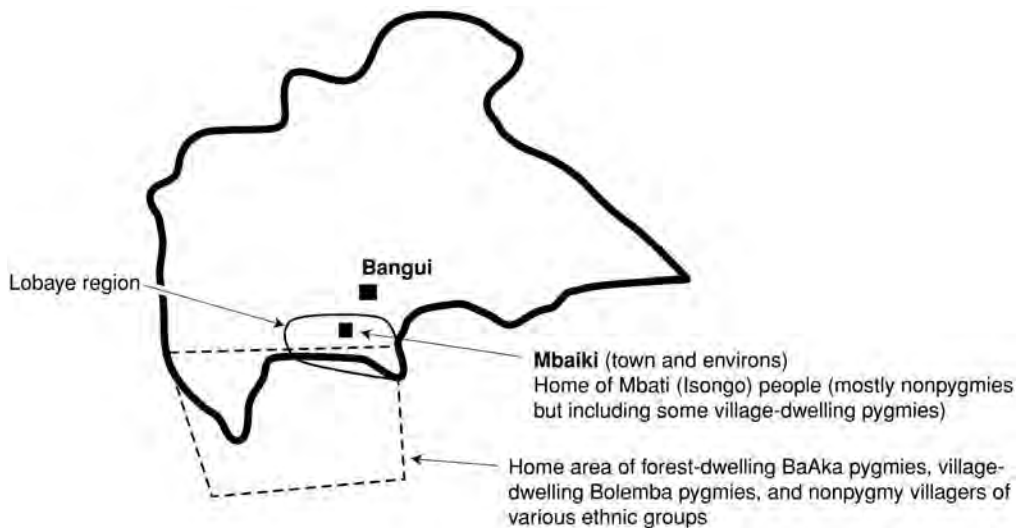 Bangui
Lobaye region
Mbaiki (town and environs)
Home of Mbati (Isongo) people (mostly nonpygmies
but including some village-dwelling pygmies)
Home area of forest-dwelling BaAka pygmies, village-
dwelling Bolemba pygmies, and nonpygmy villagers of
various ethnic groups